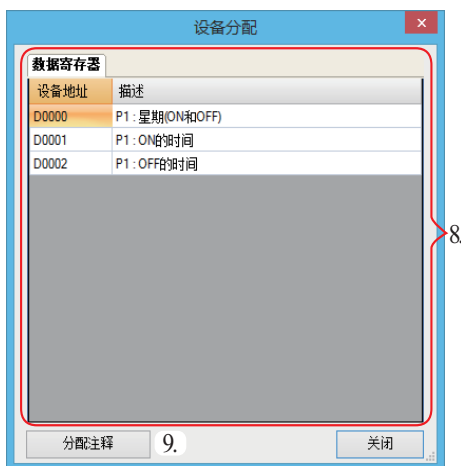 设备分配
数据寄存器
设备地址 描述
D0000 P1 : 星期(ON和OFF)
D0001 P1 : ON的时间
D0002 P1 : OFF的时间
8.
分配注释 9. 关闭